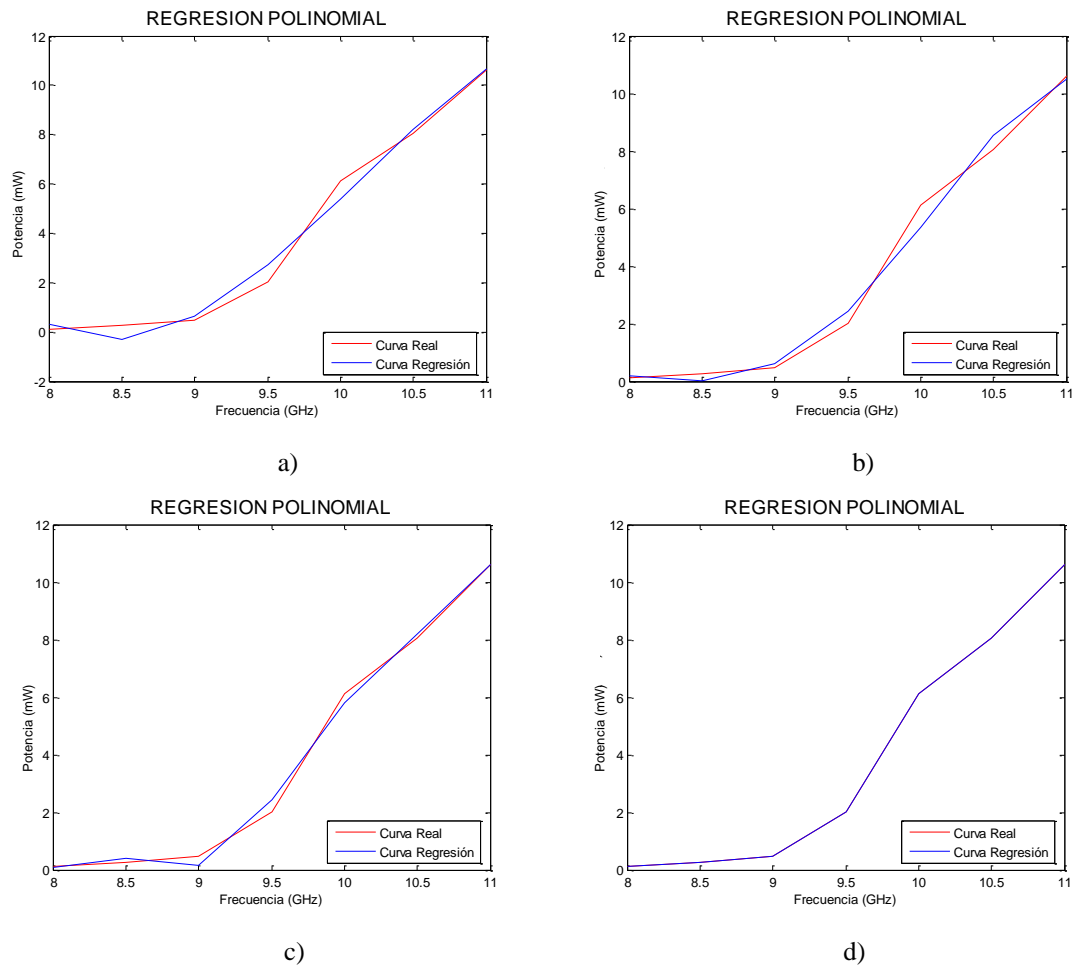 REGRESION POLINOMIAL
12
10
8
6
4
2
0
-2
Potencia (mW)
8 8.5 9 9.5 10 10.5 11
Frecuencia (GHz)
Curva Real
Curva Regresión
a)
REGRESION POLINOMIAL
12
10
8
6
4
2
0
Potencia (mW)
8 8.5 9 9.5 10 10.5 11
Frecuencia (GHz)
Curva Real
Curva Regresión
b)
REGRESION POLINOMIAL
12
10
8
6
4
2
0
Potencia (mW)
8 8.5 9 9.5 10 10.5 11
Frecuencia (GHz)
Curva Real
Curva Regresión
c)
REGRESION POLINOMIAL
12
10
8
6
4
2
0
Potencia (mW)
8 8.5 9 9.5 10 10.5 11
Frecuencia (GHz)
Curva Real
Curva Regresión
d)